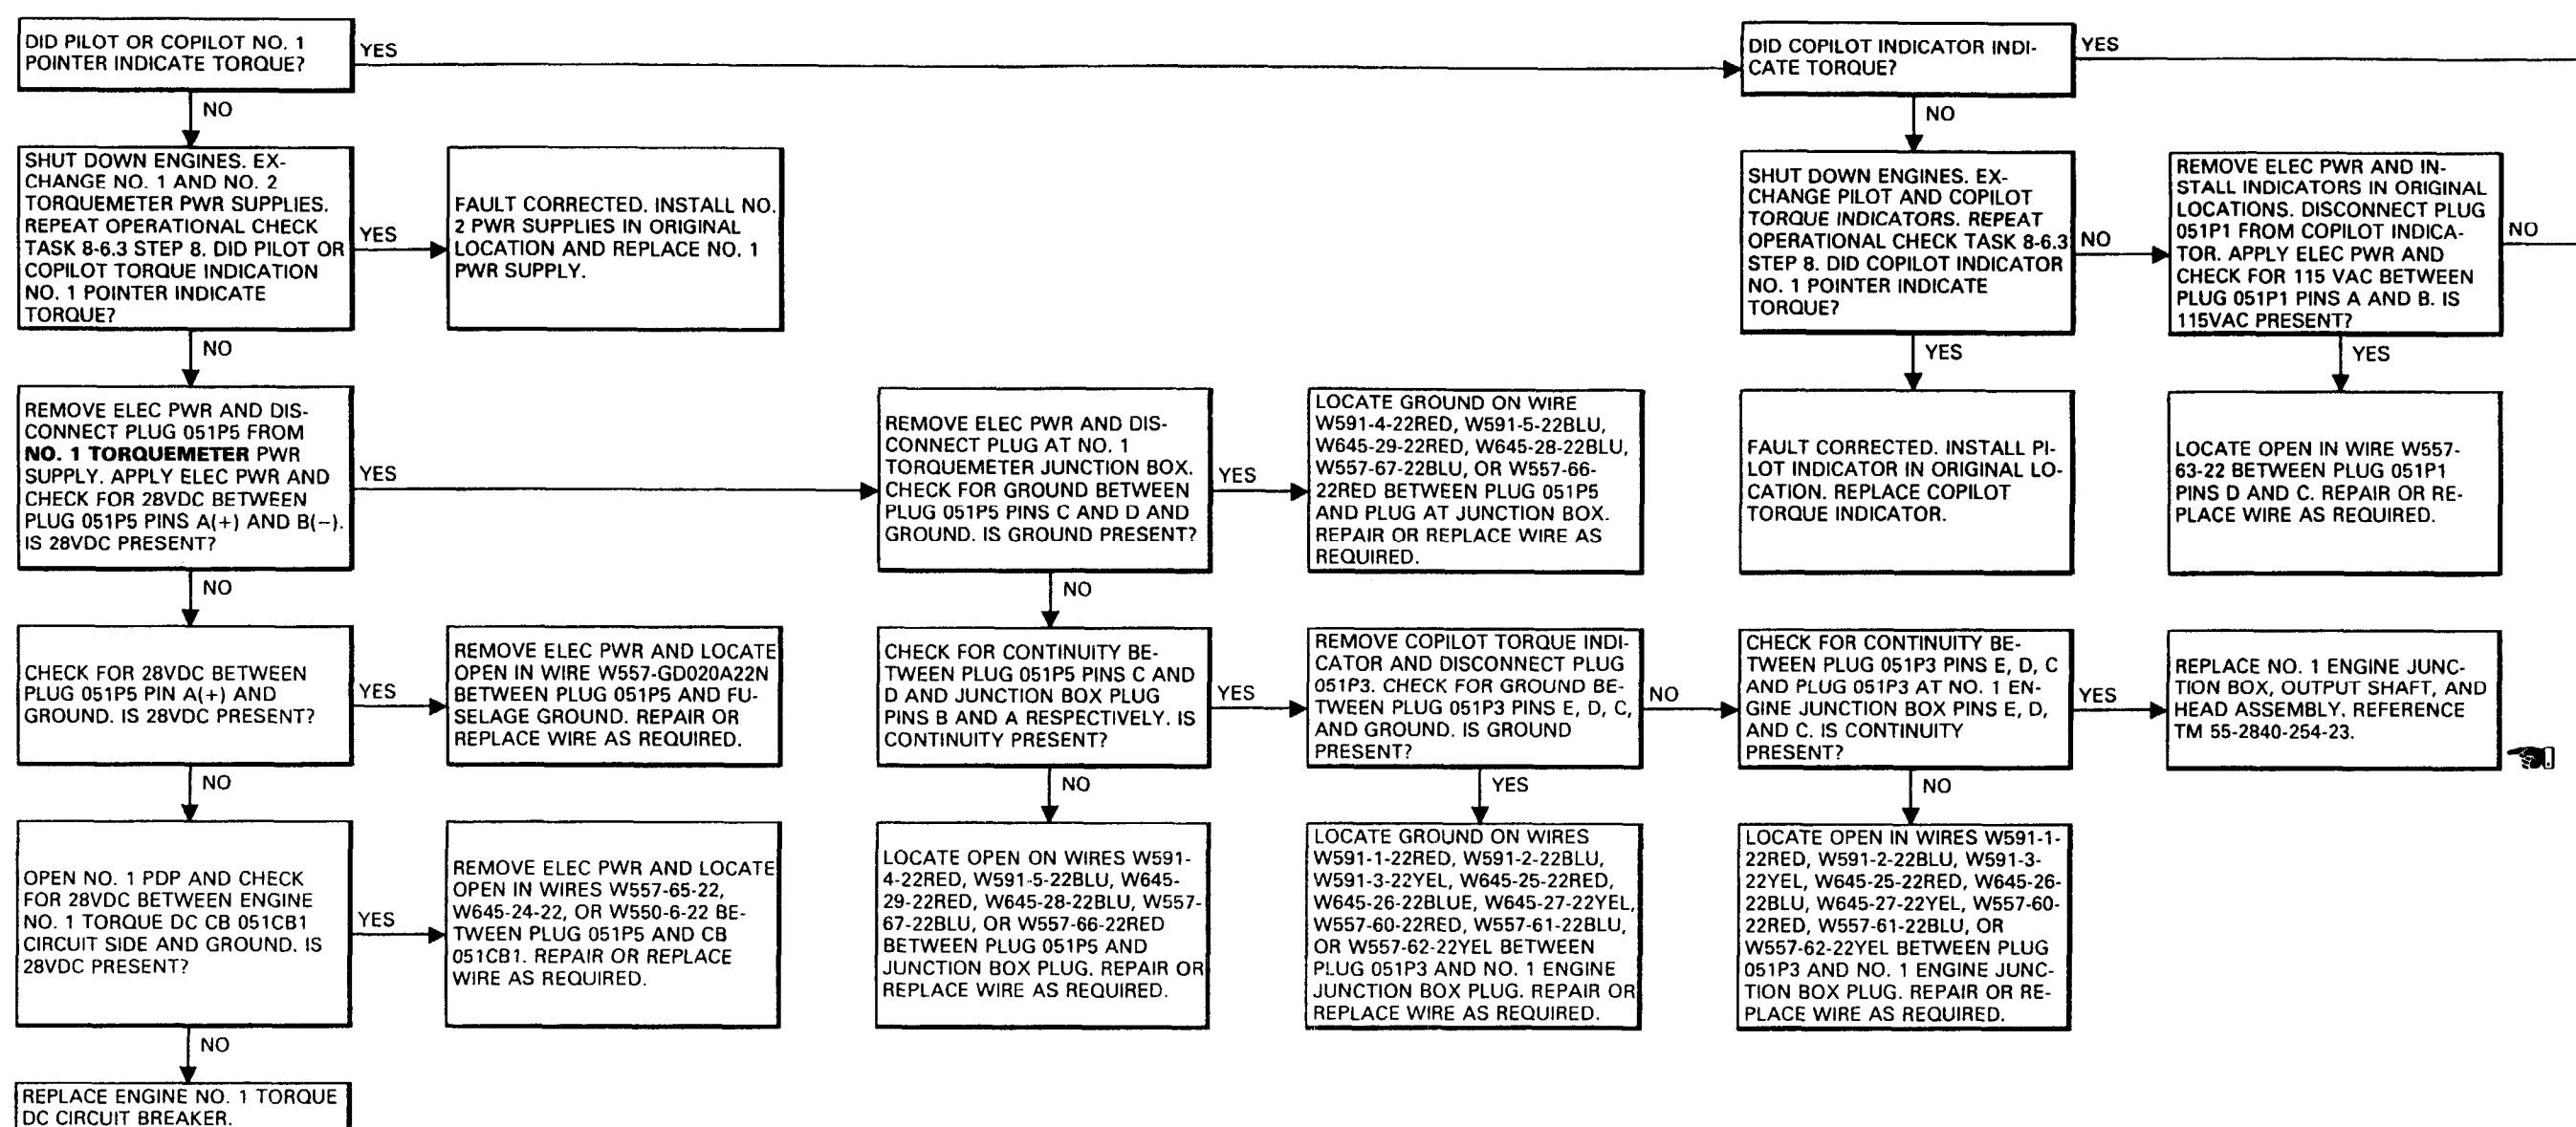 DID PILOT OR COPILOT NO. 1
POINTER INDICATE TORQUE?
YES
DID COPILOT INDICATOR INDI-
CATE TORQUE?
YES
NO
NO
SHUT DOWN ENGINES. EX-
CHANGE NO. 1 AND NO. 2
TORQUEMETER PWR SUPPLIES.
REPEAT OPERATIONAL CHECK
TASK 8-6.3 STEP 8. DID PILOT OR
COPILOT TORQUE INDICATION
NO. 1 POINTER INDICATE
TORQUE?
YES
FAULT CORRECTED. INSTALL NO.
2 PWR SUPPLIES IN ORIGINAL
LOCATION AND REPLACE NO. 1
PWR SUPPLY.
SHUT DOWN ENGINES. EX-
CHANGE PILOT AND COPILOT
TORQUE INDICATORS. REPEAT
OPERATIONAL CHECK TASK 8-6.3
STEP 8. DID COPILOT INDICATOR
NO. 1 POINTER INDICATE
TORQUE?
NO
REMOVE ELEC PWR AND IN-
STALL INDICATORS IN ORIGINAL
LOCATIONS. DISCONNECT PLUG
051P1 FROM COPILOT INDICA-
TOR. APPLY ELEC PWR AND
CHECK FOR 115 VAC BETWEEN
PLUG 051P1 PINS A AND B. IS
115VAC PRESENT?
NO
NO
YES
YES
REMOVE ELEC PWR AND DIS-
CONNECT PLUG 051P5 FROM
NO. 1 TORQUEMETER PWR
SUPPLY. APPLY ELEC PWR AND
CHECK FOR 28VDC BETWEEN
PLUG 051P5 PINS A(+) AND B(−).
IS 28VDC PRESENT?
YES
REMOVE ELEC PWR AND DIS-
CONNECT PLUG AT NO. 1
TORQUEMETER JUNCTION BOX.
CHECK FOR GROUND BETWEEN
PLUG 051P5 PINS C AND D AND
GROUND. IS GROUND PRESENT?
YES
LOCATE GROUND ON WIRE
W591-4-22RED, W591-5-22BLU,
W645-29-22RED, W645-28-22BLU,
W557-67-22BLU, OR W557-66-
22RED BETWEEN PLUG 051P5
AND PLUG AT JUNCTION BOX.
REPAIR OR REPLACE WIRE AS
REQUIRED.
FAULT CORRECTED. INSTALL PI-
LOT INDICATOR IN ORIGINAL LO-
CATION. REPLACE COPILOT
TORQUE INDICATOR.
LOCATE OPEN IN WIRE W557-
63-22 BETWEEN PLUG 051P1
PINS D AND C. REPAIR OR RE-
PLACE WIRE AS REQUIRED.
NO
NO
CHECK FOR 28VDC BETWEEN
PLUG 051P5 PIN A(+) AND
GROUND. IS 28VDC PRESENT?
YES
REMOVE ELEC PWR AND LOCATE
OPEN IN WIRE W557-GD020A22N
BETWEEN PLUG 051P5 AND FU-
SELAGE GROUND. REPAIR OR
REPLACE WIRE AS REQUIRED.
CHECK FOR CONTINUITY BE-
TWEEN PLUG 051P5 PINS C AND
D AND JUNCTION BOX PLUG
PINS B AND A RESPECTIVELY. IS
CONTINUITY PRESENT?
YES
REMOVE COPILOT TORQUE INDI-
CATOR AND DISCONNECT PLUG
051P3. CHECK FOR GROUND BE-
TWEEN PLUG 051P3 PINS E, D, C,
AND GROUND. IS GROUND
PRESENT?
NO
CHECK FOR CONTINUITY BE-
TWEEN PLUG 051P3 PINS E, D, C
AND PLUG 051P3 AT NO. 1 EN-
GINE JUNCTION BOX PINS E, D,
AND C. IS CONTINUITY
PRESENT?
YES
REPLACE NO. 1 ENGINE JUNC-
TION BOX, OUTPUT SHAFT, AND
HEAD ASSEMBLY. REFERENCE
TM 55-2840-254-23.
NO
NO
YES
NO
OPEN NO. 1 PDP AND CHECK
FOR 28VDC BETWEEN ENGINE
NO. 1 TORQUE DC CB 051CB1
CIRCUIT SIDE AND GROUND. IS
28VDC PRESENT?
YES
REMOVE ELEC PWR AND LOCATE
OPEN IN WIRES W557-65-22,
W645-24-22, OR W550-6-22 BE-
TWEEN PLUG 051P5 AND CB
051CB1. REPAIR OR REPLACE
WIRE AS REQUIRED.
LOCATE OPEN ON WIRES W591-
4-22RED, W591-5-22BLU, W645-
29-22RED, W645-28-22BLU, W557-
67-22BLU, OR W557-66-22RED
BETWEEN PLUG 051P5 AND
JUNCTION BOX PLUG. REPAIR OR
REPLACE WIRE AS REQUIRED.
LOCATE GROUND ON WIRES
W591-1-22RED, W591-2-22BLU,
W591-3-22YEL, W645-25-22RED,
W645-26-22BLUE, W645-27-22YEL,
W557-60-22RED, W557-61-22BLU,
OR W557-62-22YEL BETWEEN
PLUG 051P3 AND NO. 1 ENGINE
JUNCTION BOX PLUG. REPAIR OR
REPLACE WIRE AS REQUIRED.
LOCATE OPEN IN WIRES W591-1-
22RED, W591-2-22BLU, W591-3-
22YEL, W645-25-22RED, W645-26-
22BLU, W645-27-22YEL, W557-60-
22RED, W557-61-22BLU, OR
W557-62-22YEL BETWEEN PLUG
051P3 AND NO. 1 ENGINE JUNC-
TION BOX PLUG. REPAIR OR RE-
PLACE WIRE AS REQUIRED.
NO
REPLACE ENGINE NO. 1 TORQUE
DC CIRCUIT BREAKER.